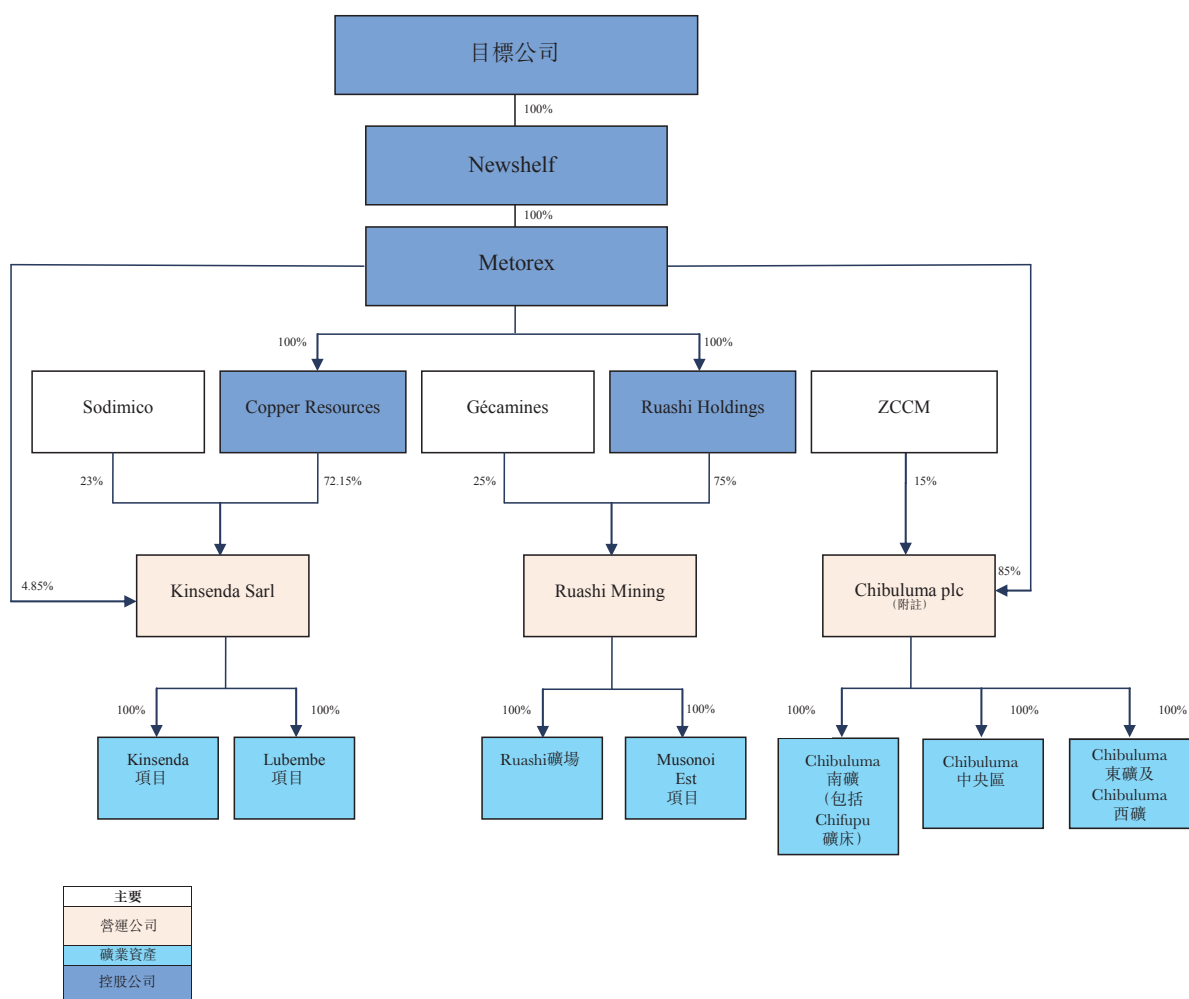 目標公司
100%
Newshelf
100%
Metorex
100%
100%
Sodimico
Copper Resources
Gécamines
Ruashi Holdings
ZCCM
23%
72.15%
25%
75%
15%
4.85%
Kinsenda Sarl
Ruashi Mining
Chibuluma plc
(附註)
85%
100%
100%
100%
100%
100%
100%
100%
Kinsenda
項目
Lubembe
項目
Ruashi礦場
Musonoi
Est
項目
Chibuluma
南礦
(包括
Chifupu
礦床)
Chibuluma
中央區
Chibuluma
東礦及
Chibuluma
西礦
主要
營運公司
礦業資產
控股公司